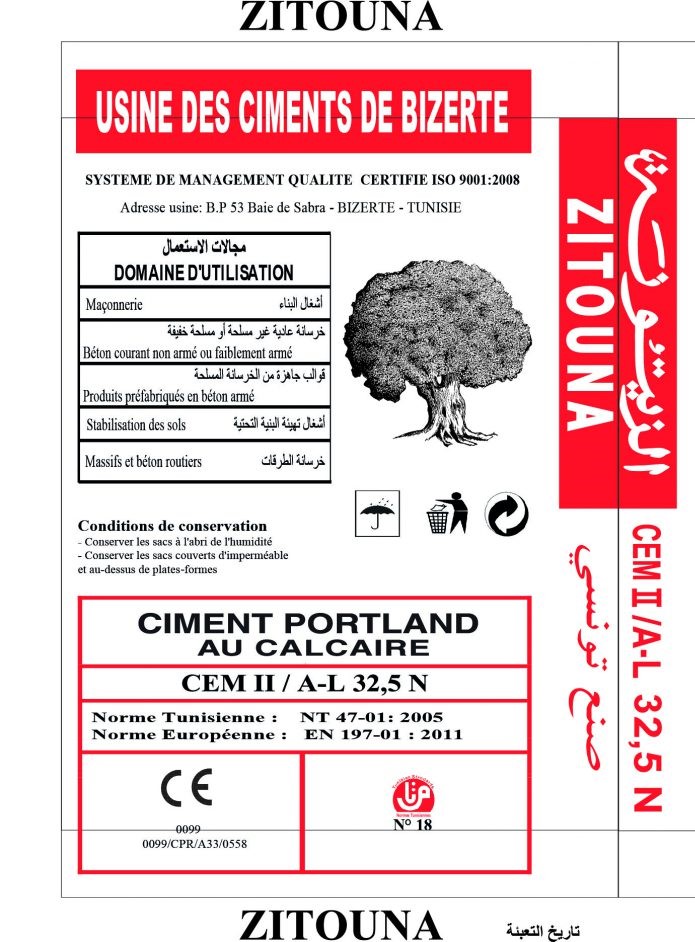 ZITOUNA
USINE DES CIMENTS DE BIZERTE
SYSTEME DE MANAGEMENT QUALITE CERTIFIE ISO 9001:2008
Adresse usine: B.P 53 Baie de Sabra - BIZERTE - TUNISIE
مجالات الاستعمال
DOMAINE D'UTILISATION
Maçonnerie أشغال البناء
خرسانة عادية غير مسلحة أو مسلحة خفيفة
Béton courant non armé ou faiblement armé
قوالب جاهزة من الخرسانة المسلحة
Produits préfabriqués en béton armé
Stabilisation des sols أشغال تهيئة البنية التحتية
Massifs et béton routiers خرسانة الطرقات
Conditions de conservation
- Conserver les sacs à l'abri de l'humidité
- Conserver les sacs couverts d'imperméable
et au-dessus de plates-formes
CIMENT PORTLAND
AU CALCAIRE
CEM II / A-L 32,5 N
Norme Tunisienne : NT 47-01: 2005
Norme Européenne : EN 197-01 : 2011
CE
0099
0099/CPR/A33/0558
Norme Tunisienne
N° 18
الزيتونة
ZITOUNA
CEM II /A-L 32,5 N
صنع تونسي
ZITOUNA
تاريخ التعبئة